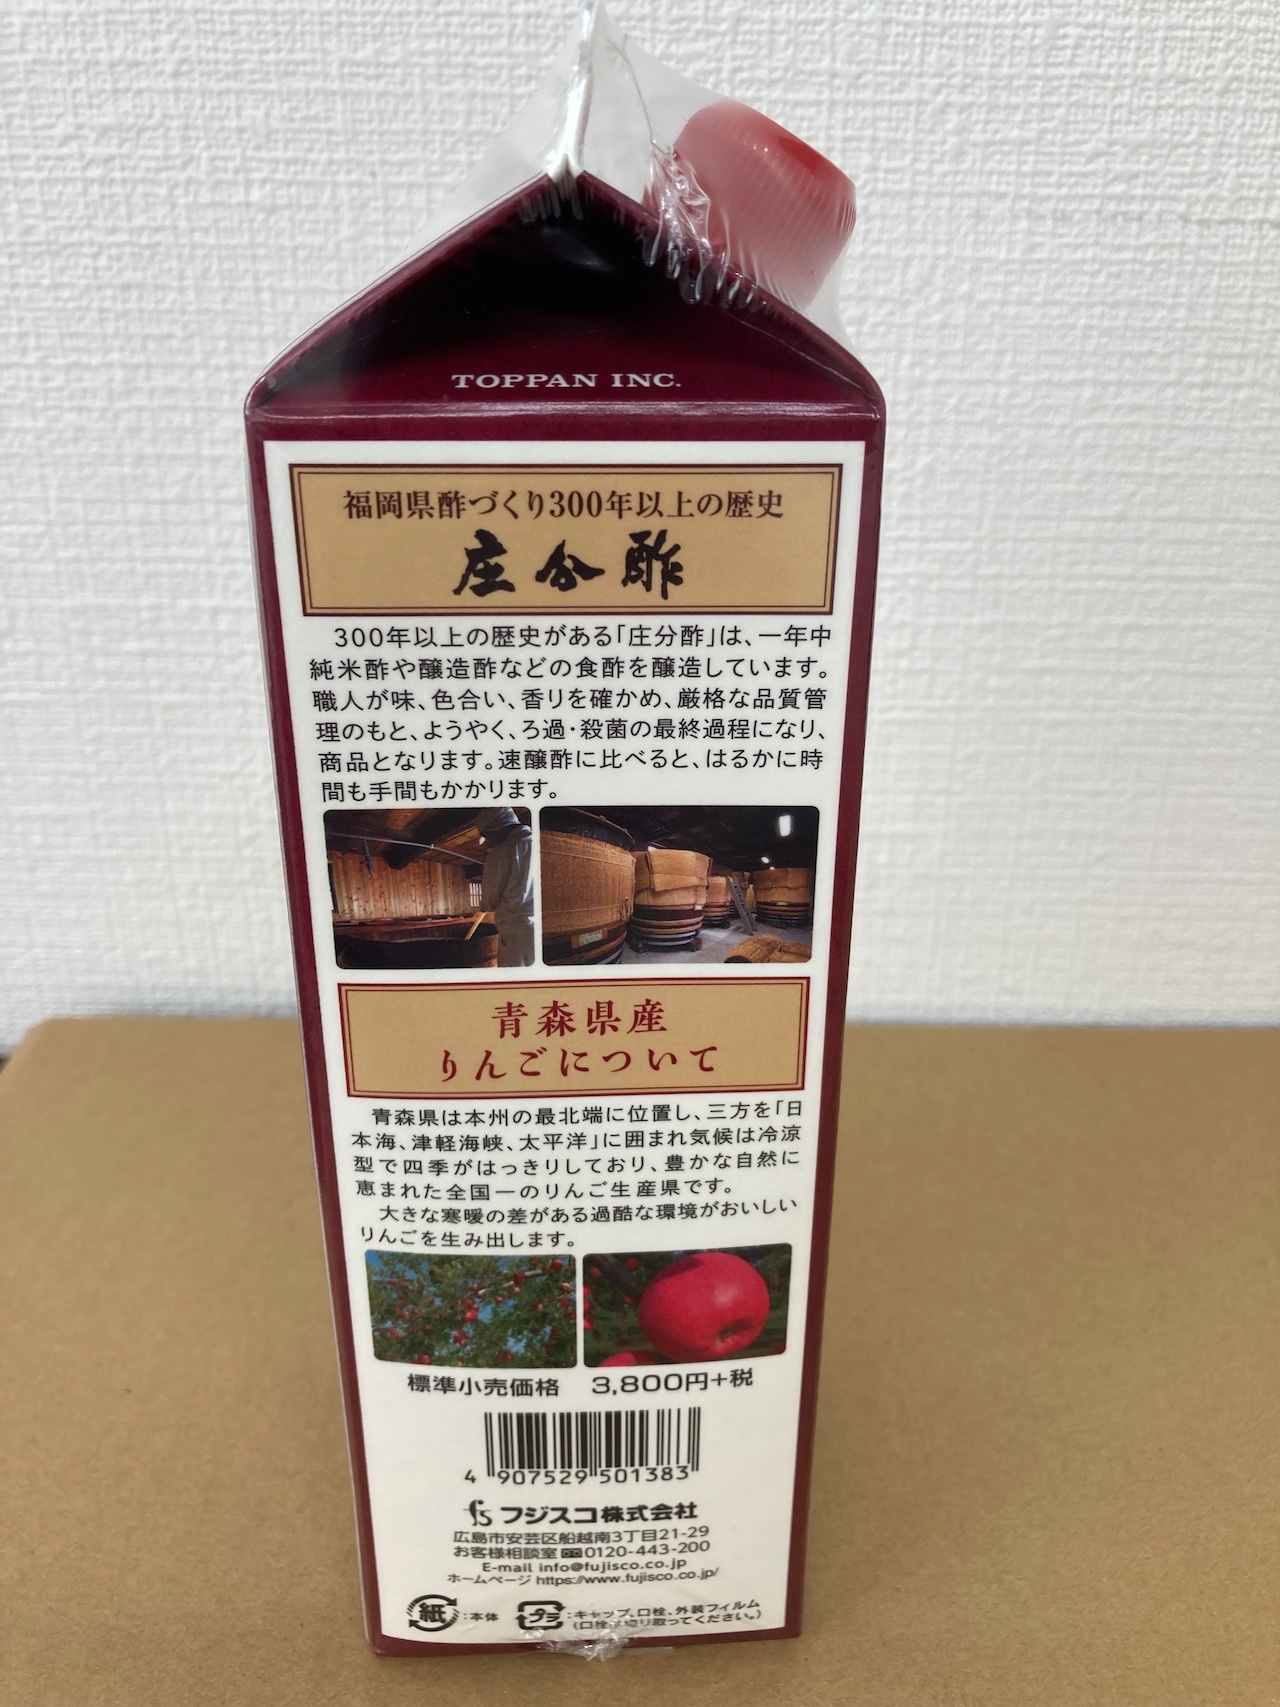 TOPPAN INC.
福岡県酢づくり300年以上の歴史
庄分酢
300年以上の歴史がある「庄分酢」は、一年中
純米酢や醸造酢などの食酢を醸造しています。
職人が味、色合い、香りを確かめ、厳格な品質管
理のもと、ようやく、ろ過・殺菌の最終過程になり、
商品となります。速醸酢に比べると、はるかに時
間も手間もかかります。
青森県産
りんごについて
青森県は本州の最北端に位置し、三方を「日
本海、津軽海峡、太平洋」に囲まれ気候は冷涼
型で四季がはっきりしており、豊かな自然に
恵まれた全国一のりんご生産県です。
大きな寒暖の差がある過酷な環境がおいしい
りんごを生み出します。
標準小売価格 3,800円+税
4 907529 501383
fs フジスコ株式会社
広島市安芸区船越南3丁目21-29
お客様相談室 0120-443-200
E-mail info@fujisco.co.jp
ホームページ https://www.fujisco.co.jp/
紙 :本体 プラ :キャップ、口栓、外装フィルム
(口栓は切り取ってください。)